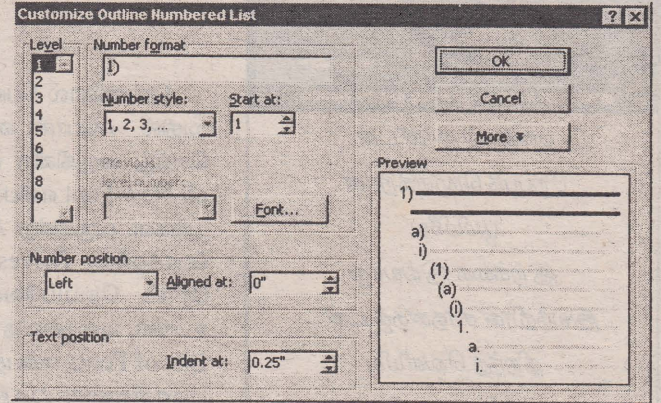 Customize Outline Numbered List
? X
Level
1
2
3
4
5
6
7
8
9
Number format
1)
Number style:
1, 2, 3, ...
Start at:
1
Previous
level number:
Font...
Number position
Left
Aligned at: 0"
Text position
Indent at: 0.25"
OK
Cancel
More
Preview
1)
a)
i)
(1)
(a)
(i)
1.
a.
i.